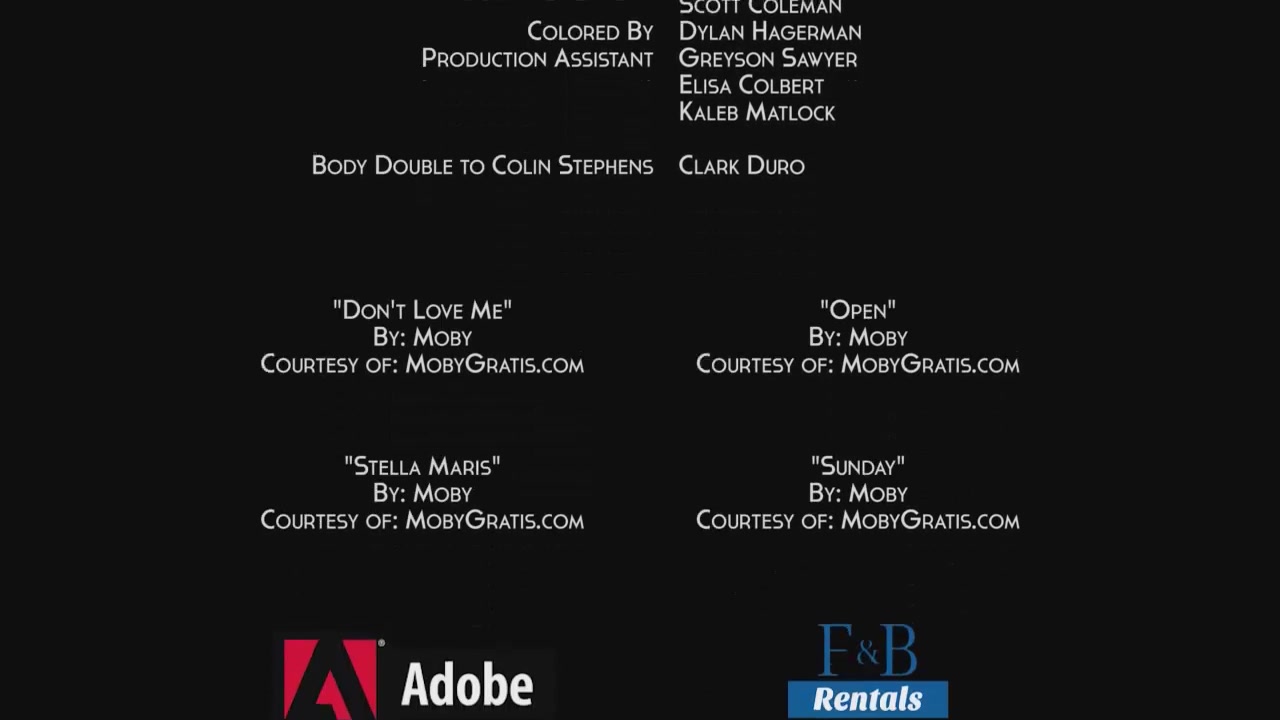 Scott Coleman
Colored By Dylan Hagerman
Production Assistant Greyson Sawyer
Elisa Colbert
Kaleb Matlock
Body Double to Colin Stephens Clark Duro
"Don't Love Me"
By: Moby
Courtesy of: MobyGratis.com
"Open"
By: Moby
Courtesy of: MobyGratis.com
"Stella Maris"
By: Moby
Courtesy of: MobyGratis.com
"Sunday"
By: Moby
Courtesy of: MobyGratis.com
Adobe
F&B
Rentals